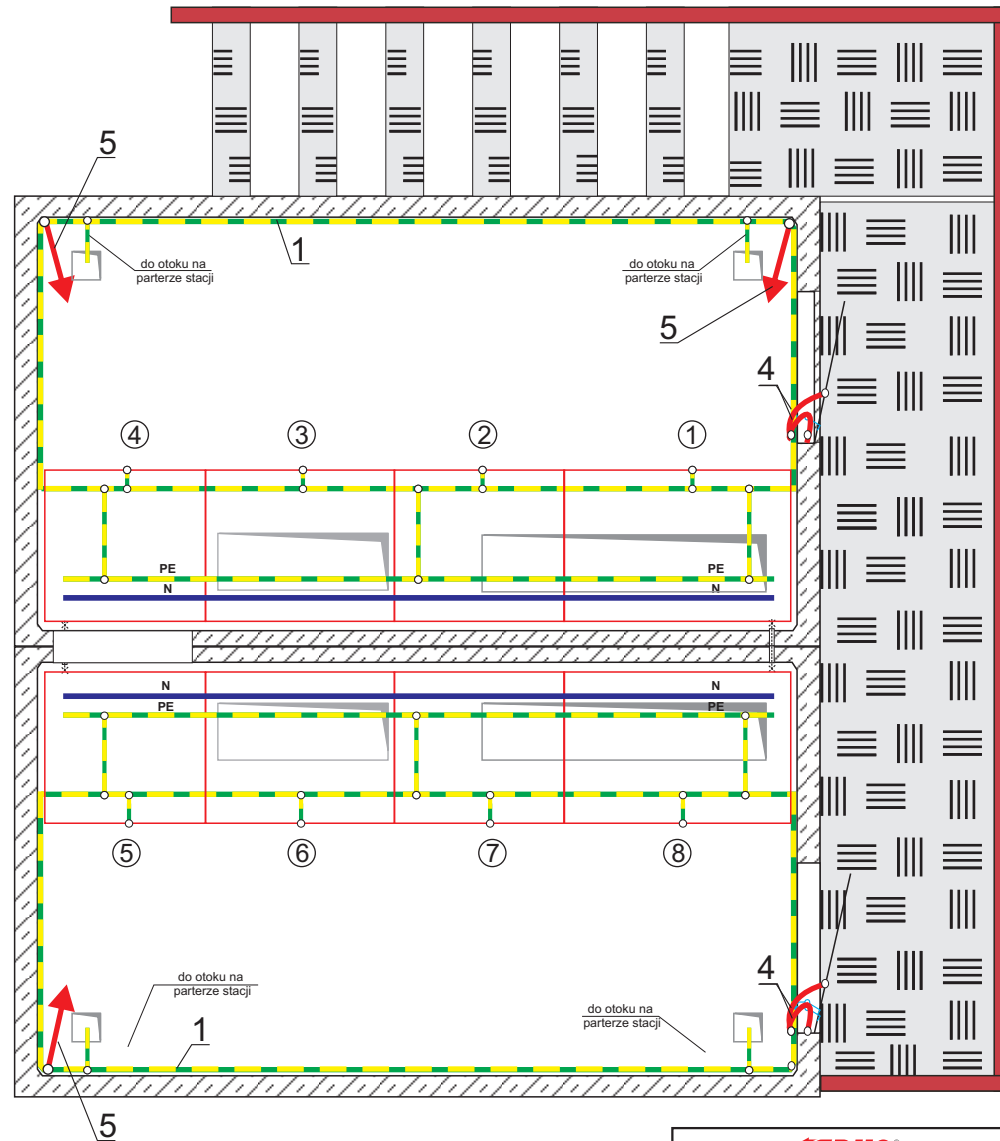 5
1
do otoku na
parterze stacji
do otoku na
parterze stacji
5
4
④ ③ ② ①
PE PE
N N
N N
PE PE
⑤ ⑥ ⑦ ⑧
do otoku na
parterze stacji
4
do otoku na
parterze stacji
1
5